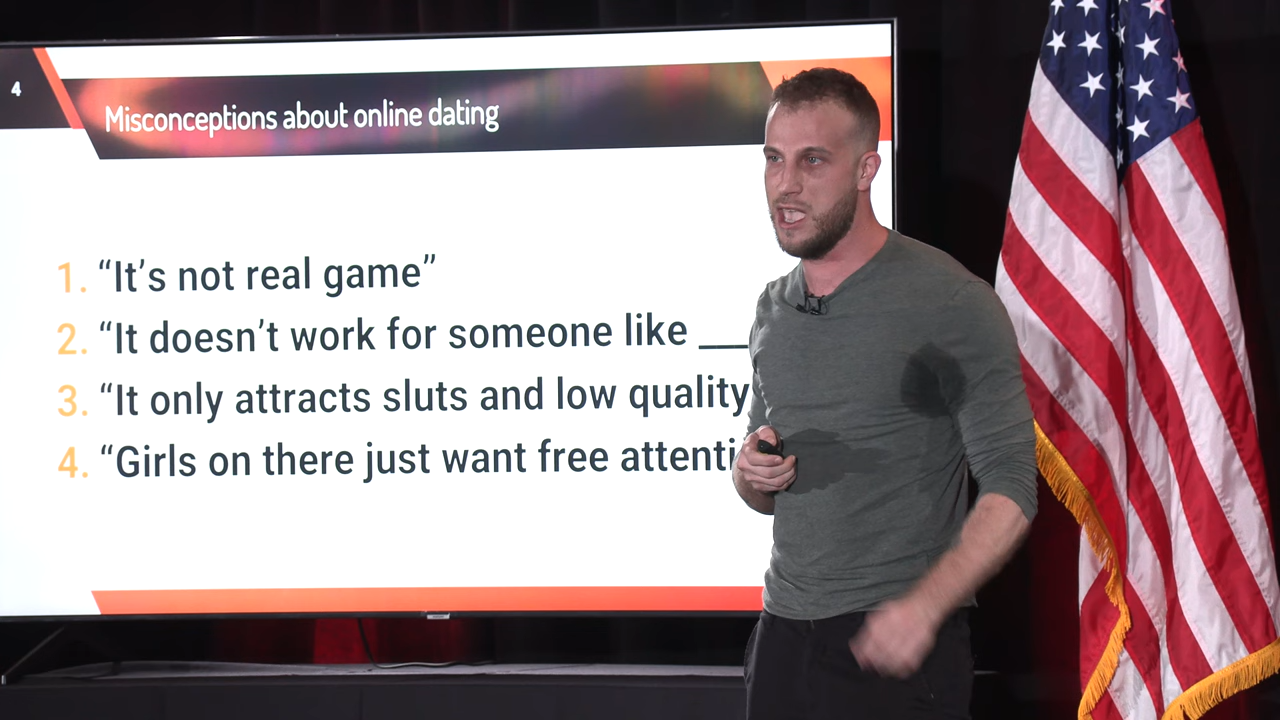 4
Misconceptions about online dating
1. “It’s not real game”
2. “It doesn’t work for someone like ___
3. “It only attracts sluts and low quality
4. “Girls on there just want free attenti